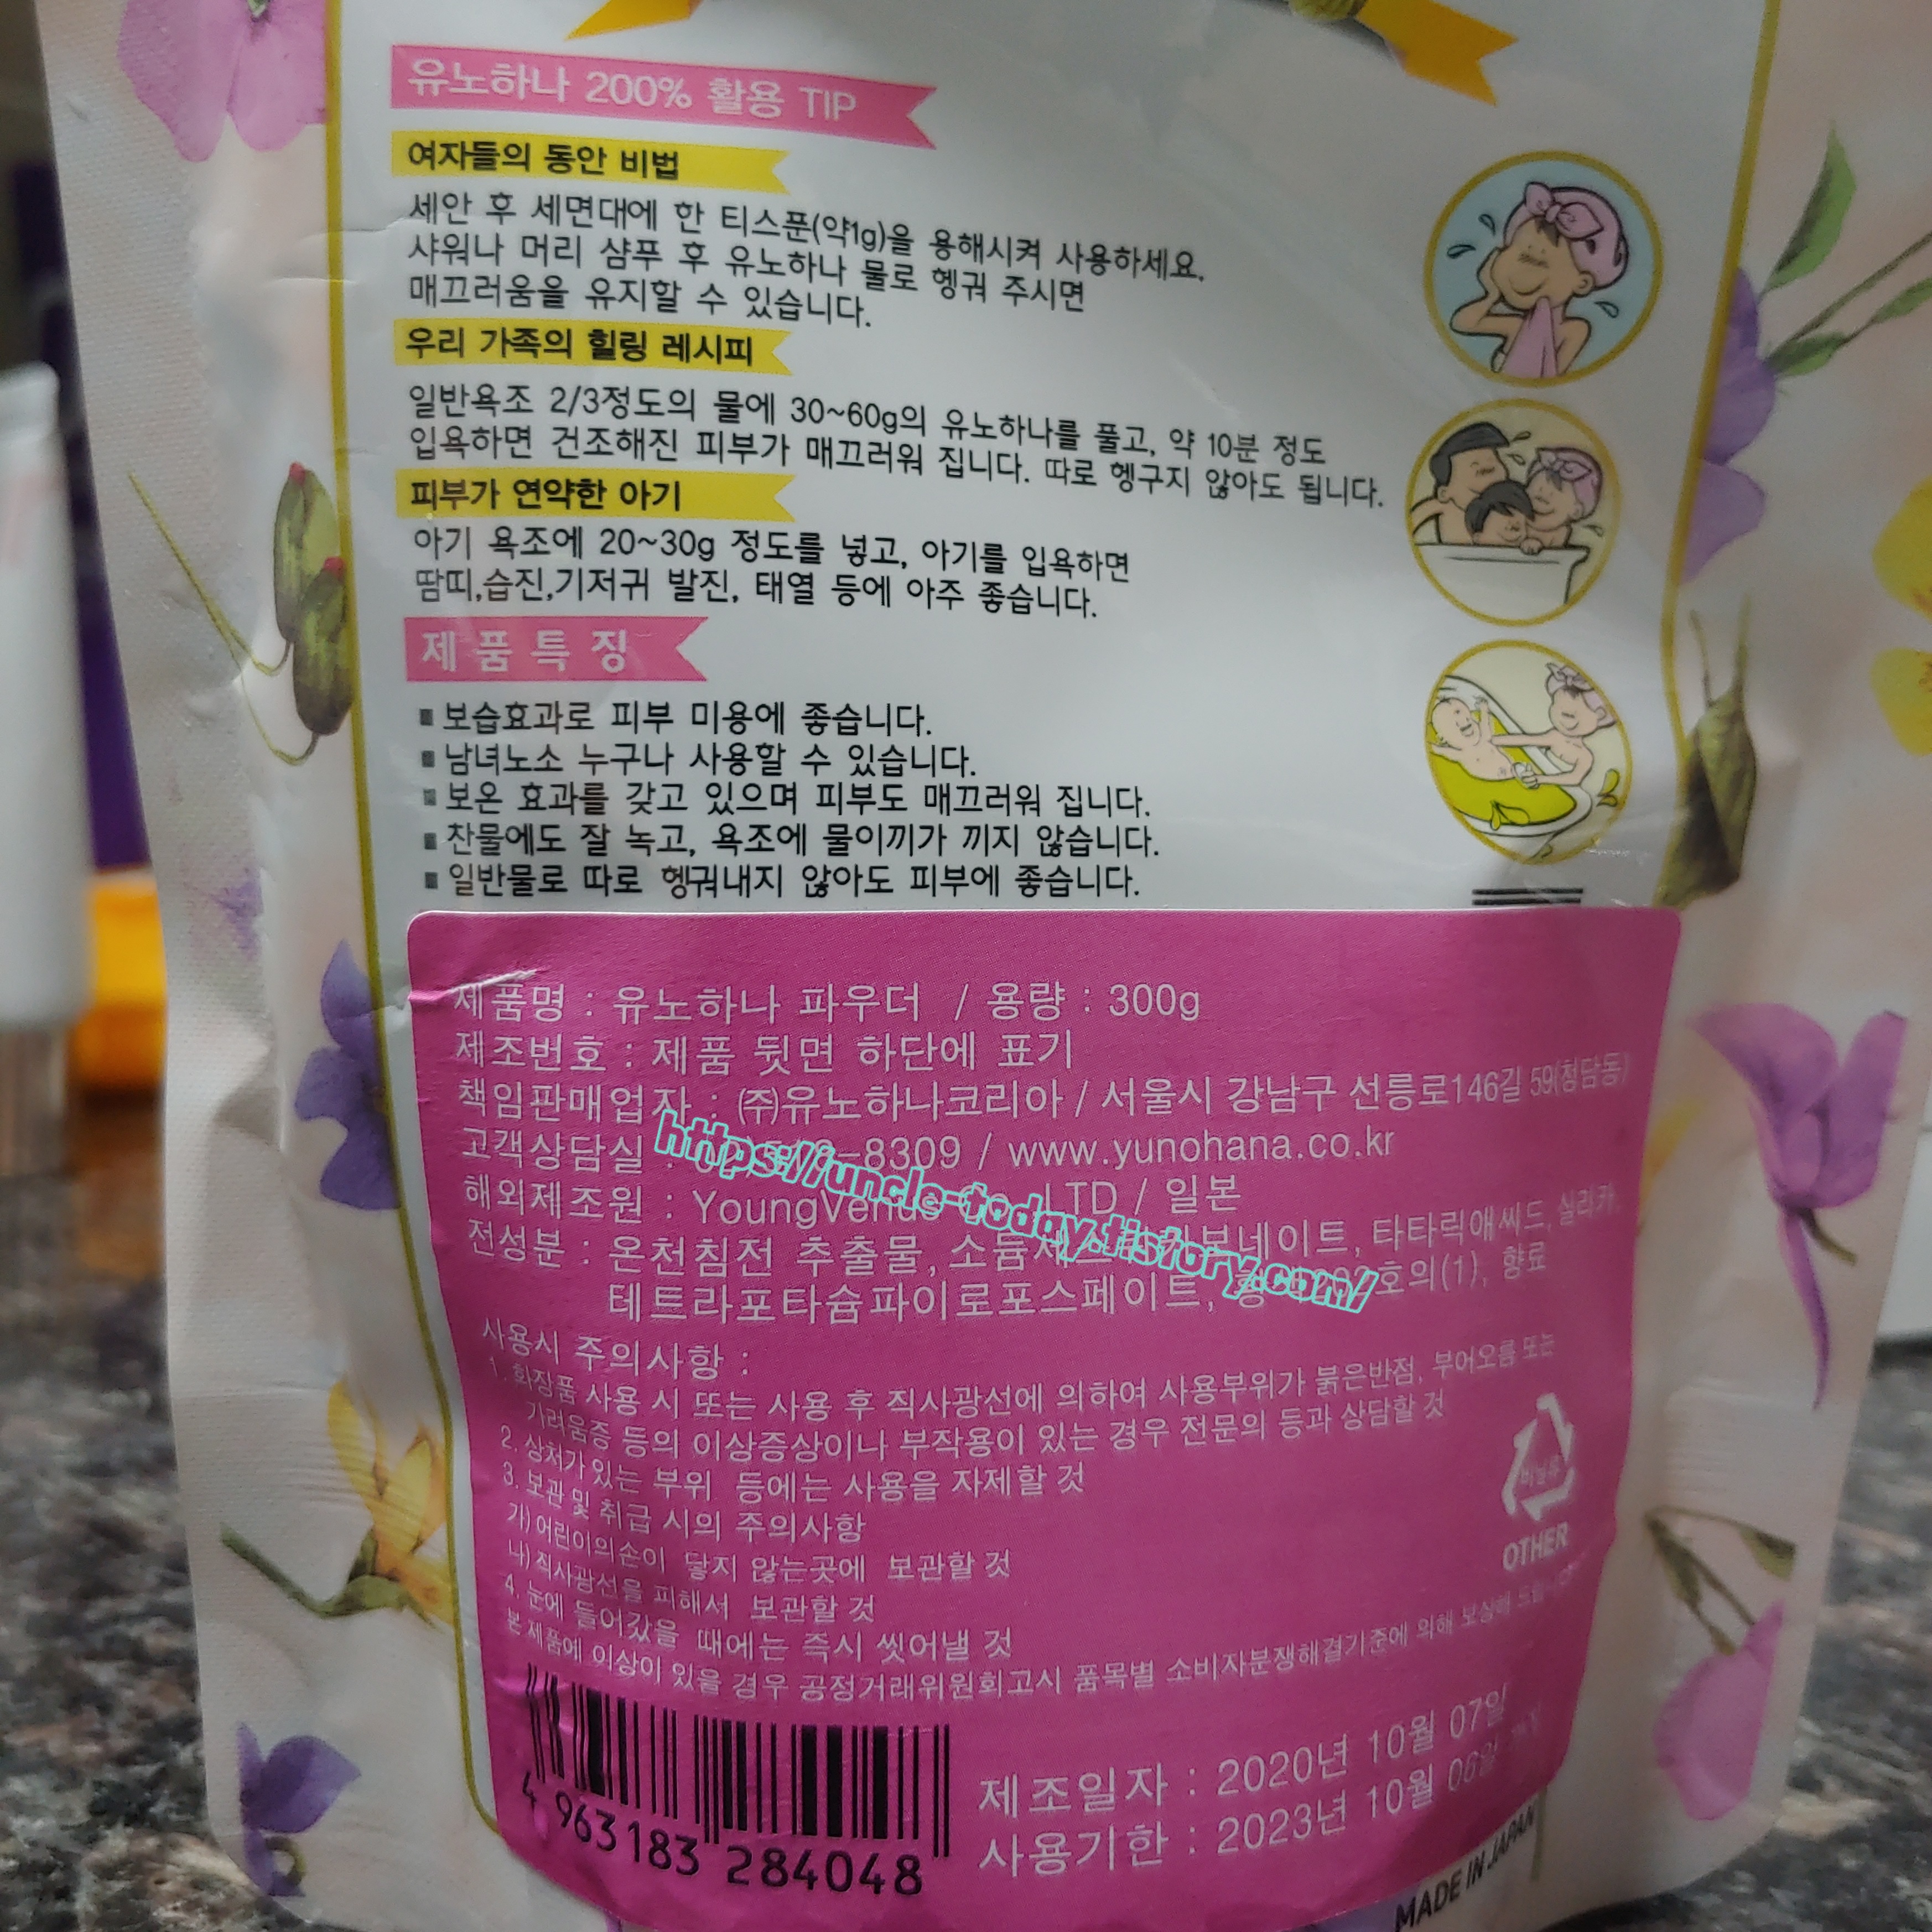 유노하나 200% 활용 TIP
여자들의 동안 비법
세안 후 세면대에 한 티스푼(약1g)을 용해시켜 사용하세요.
샤워나 머리 샴푸 후 유노하나 물로 헹궈 주시면
매끄러움을 유지할 수 있습니다.
우리 가족의 힐링 레시피
일반욕조 2/3정도의 물에 30~60g의 유노하나를 풀고, 약 10분 정도
입욕하면 건조해진 피부가 매끄러워 집니다. 따로 헹구지 않아도 됩니다.
피부가 연약한 아기
아기 욕조에 20~30g 정도를 넣고, 아기를 입욕하면
땀띠,습진,기저귀 발진, 태열 등에 아주 좋습니다.
제품특징
보습효과로 피부 미용에 좋습니다.
남녀노소 누구나 사용할 수 있습니다.
보온 효과를 갖고 있으며 피부도 매끄러워 집니다.
찬물에도 잘 녹고, 욕조에 물이끼가 끼지 않습니다.
일반물로 따로 헹궈내지 않아도 피부에 좋습니다.
제품명 : 유노하나 파우더 / 용량 : 300g
제조번호 : 제품 뒷면 하단에 표기
책임판매업자 : ㈜유노하나코리아 / 서울시 강남구 선릉로146길 59(청담동)
고객상담실 : -8309 / www.yunohana.co.kr
https://uncle-today.tistory.com/
해외제조원 : YoungVenus LTD / 일본
전성분 : 온천침전 추출물, 타타릭애씨드, 실리카,
테트라포타슘파이로포스페이트, 호의(1), 향료
사용시 주의사항 :
1. 화장품 사용 시 또는 사용 후 직사광선에 의하여 사용부위가 붉은반점, 부어오름 또는
가려움증 등의 이상증상이나 부작용이 있는 경우 전문의 등과 상담할 것
2. 상처가 있는 부위 등에는 사용을 자제할 것
3. 보관 및 취급 시의 주의사항
가) 어린이의손이 닿지 않는곳에 보관할 것
나) 직사광선을 피해서 보관할 것
4. 눈에 들어갔을 때에는 즉시 씻어낼 것
본 제품에 이상이 있을 경우 공정거래위원회고시 품목별 소비자분쟁해결기준에 의해 보상해 드립니다
비닐류
OTHER
제조일자 : 2020년 10월 07일
사용기한 : 2023년 10월 06일
4 963183 284048
MADE IN JAPAN